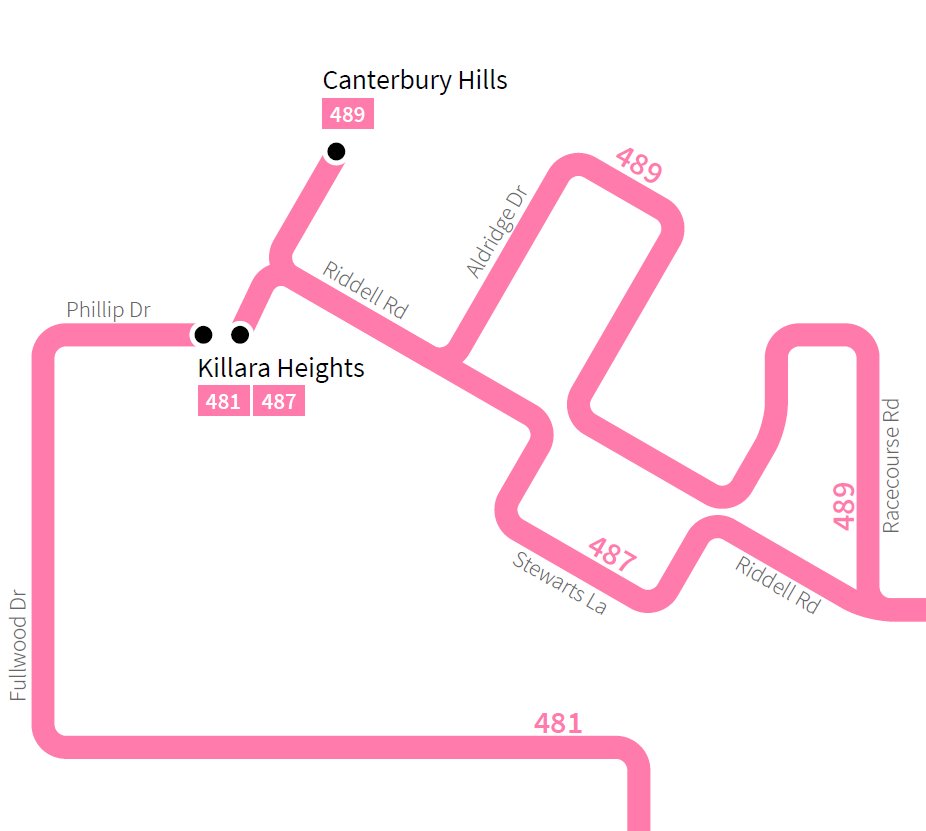 Canterbury Hills
489
489
Aldridge Dr
Riddell Rd
Phillip Dr
Killara Heights
481 487
Racecourse Rd
489
487
Stewarts La
Riddell Rd
Fullwood Dr
481